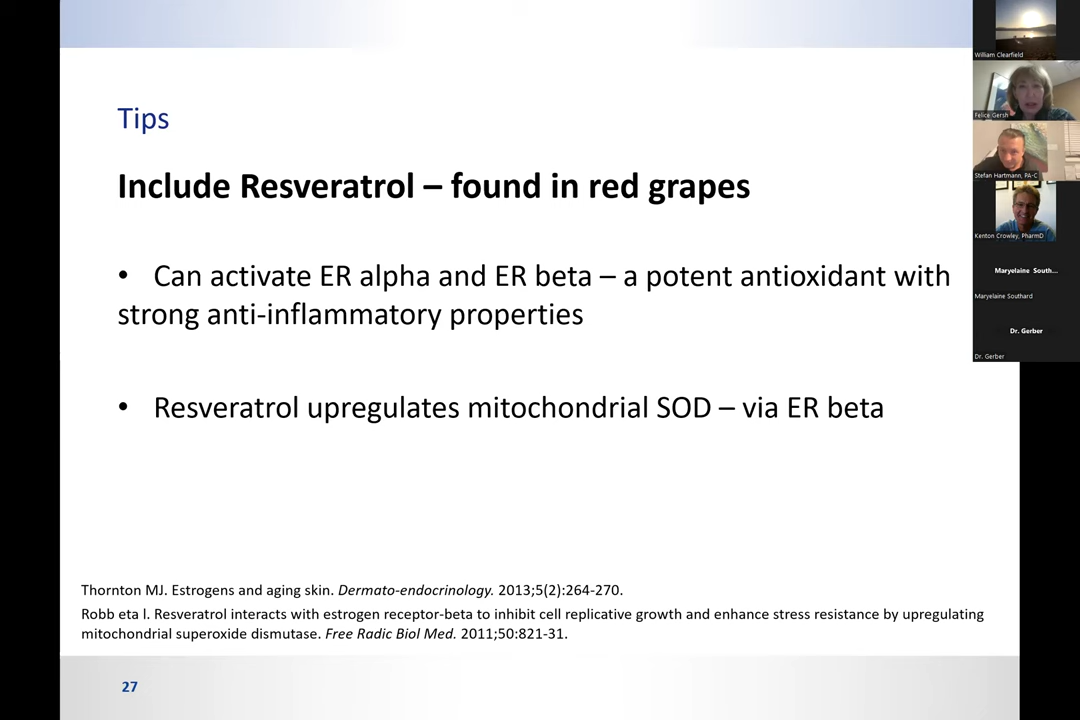 Tips
Include Resveratrol – found in red grapes
• Can activate ER alpha and ER beta – a potent antioxidant with
strong anti-inflammatory properties
• Resveratrol upregulates mitochondrial SOD – via ER beta
Thornton MJ. Estrogens and aging skin. Dermato-endocrinology. 2013;5(2):264-270.
Robb eta l. Resveratrol interacts with estrogen receptor-beta to inhibit cell replicative growth and enhance stress resistance by upregulating
mitochondrial superoxide dismutase. Free Radic Biol Med. 2011;50:821-31.
27
William Clearfield
Felice Gersh
Stefan Hartmann, PA-C
Kenton Crowley, PharmD
Maryelaine South...
Maryelaine Southard
Dr. Gerber
Dr. Gerber